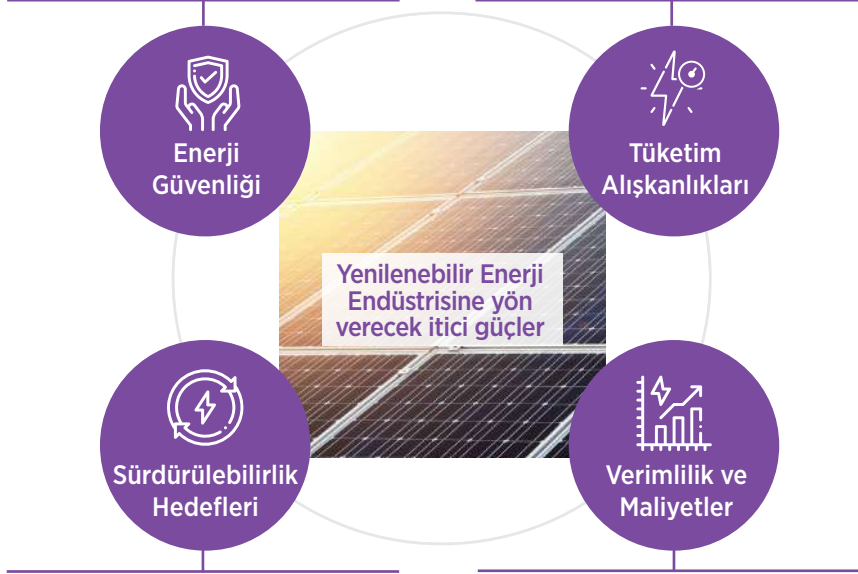 Enerji
Güvenliği
Tüketim
Alışkanlıkları
Yenilenebilir Enerji
Endüstrisine yön
verecek itici güçler
Sürdürülebilirlik
Hedefleri
Verimlilik ve
Maliyetler